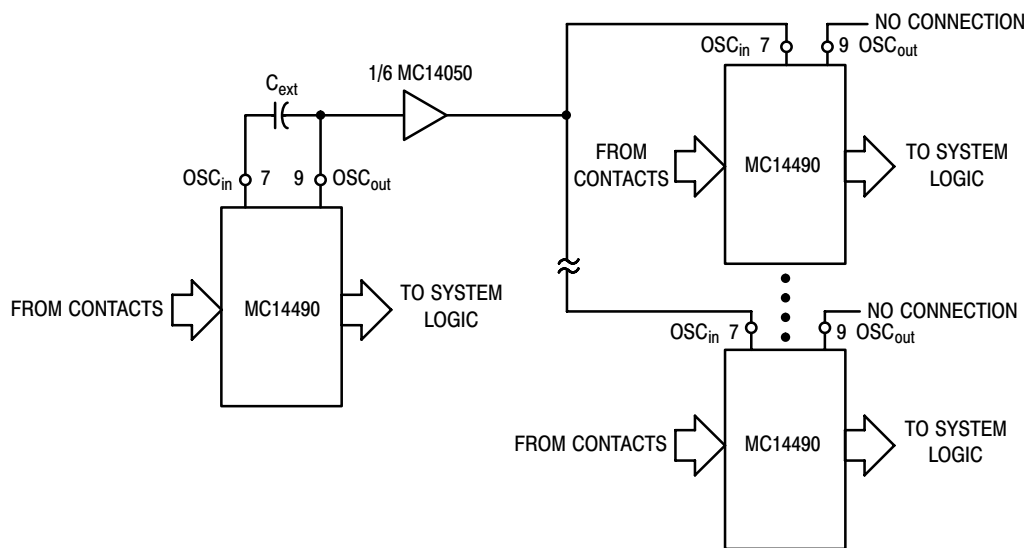 NO CONNECTION
OSCin 7
9 OSCout
1/6 MC14050
Cext
FROM
CONTACTS
MC14490
TO SYSTEM
LOGIC
OSCin 7
9 OSCout
FROM CONTACTS
MC14490
TO SYSTEM
LOGIC
NO CONNECTION
OSCin 7
9 OSCout
FROM CONTACTS
MC14490
TO SYSTEM
LOGIC